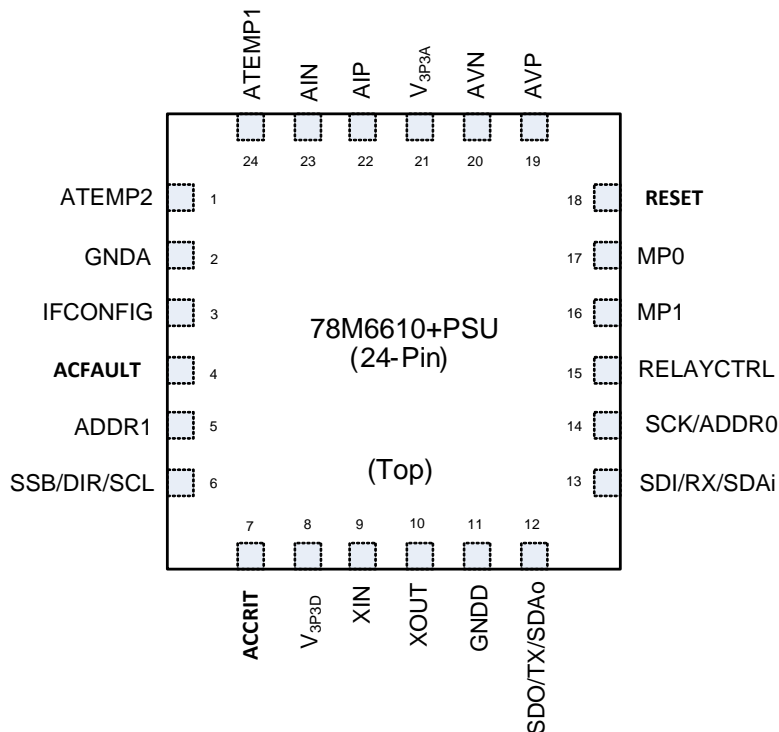 ATEMP1
AIN
AIP
V3P3A
AVN
AVP
24
23
22
21
20
19
ATEMP2
1
18
RESET
GNDA
2
17
MP0
IFCONFIG
3
16
MP1
78M6610+PSU
(24-Pin)
ACFAULT
4
15
RELAYCTRL
ADDR1
5
14
SCK/ADDR0
(Top)
SSB/DIR/SCL
6
13
SDI/RX/SDAi
7
8
9
10
11
12
ACCRIT
V3P3D
XIN
XOUT
GNDD
SDO/TX/SDAo